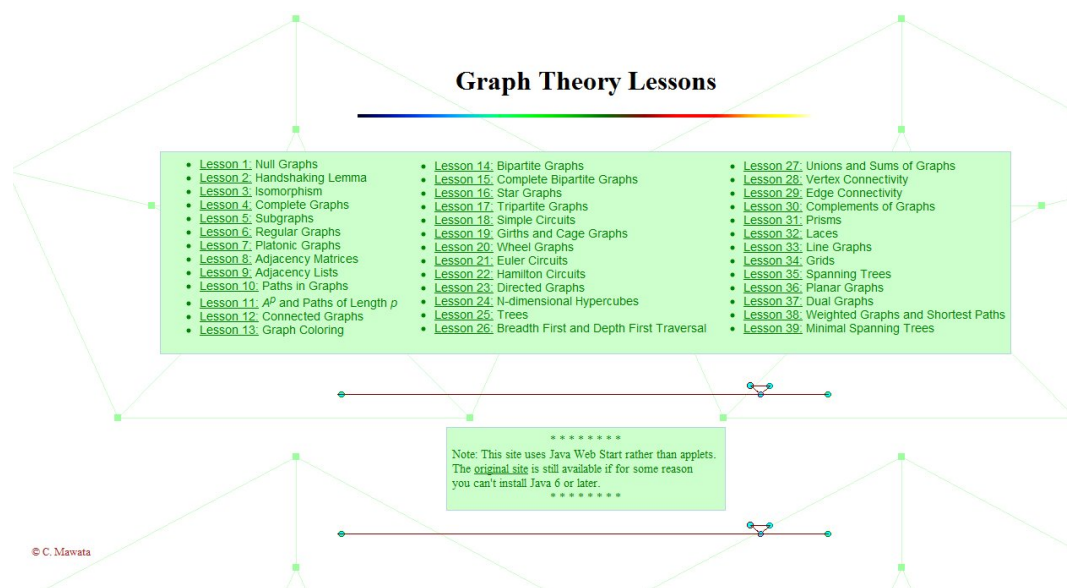 Graph Theory Lessons
Lesson 1: Null Graphs
Lesson 2: Handshaking Lemma
Lesson 3: Isomorphism
Lesson 4: Complete Graphs
Lesson 5: Subgraphs
Lesson 6: Regular Graphs
Lesson 7: Platonic Graphs
Lesson 8: Adjacency Matrices
Lesson 9: Adjacency Lists
Lesson 10: Paths in Graphs
Lesson 11: Aᵖ and Paths of Length p
Lesson 12: Connected Graphs
Lesson 13: Graph Coloring
Lesson 14: Bipartite Graphs
Lesson 15: Complete Bipartite Graphs
Lesson 16: Star Graphs
Lesson 17: Tripartite Graphs
Lesson 18: Simple Circuits
Lesson 19: Girths and Cage Graphs
Lesson 20: Wheel Graphs
Lesson 21: Euler Circuits
Lesson 22: Hamilton Circuits
Lesson 23: Directed Graphs
Lesson 24: N-dimensional Hypercubes
Lesson 25: Trees
Lesson 26: Breadth First and Depth First Traversal
Lesson 27: Unions and Sums of Graphs
Lesson 28: Vertex Connectivity
Lesson 29: Edge Connectivity
Lesson 30: Complements of Graphs
Lesson 31: Prisms
Lesson 32: Laces
Lesson 33: Line Graphs
Lesson 34: Grids
Lesson 35: Spanning Trees
Lesson 36: Planar Graphs
Lesson 37: Dual Graphs
Lesson 38: Weighted Graphs and Shortest Paths
Lesson 39: Minimal Spanning Trees
* * * * * * * *
Note: This site uses Java Web Start rather than applets.
The original site is still available if for some reason
you can't install Java 6 or later.
* * * * * * * *
© C. Mawata